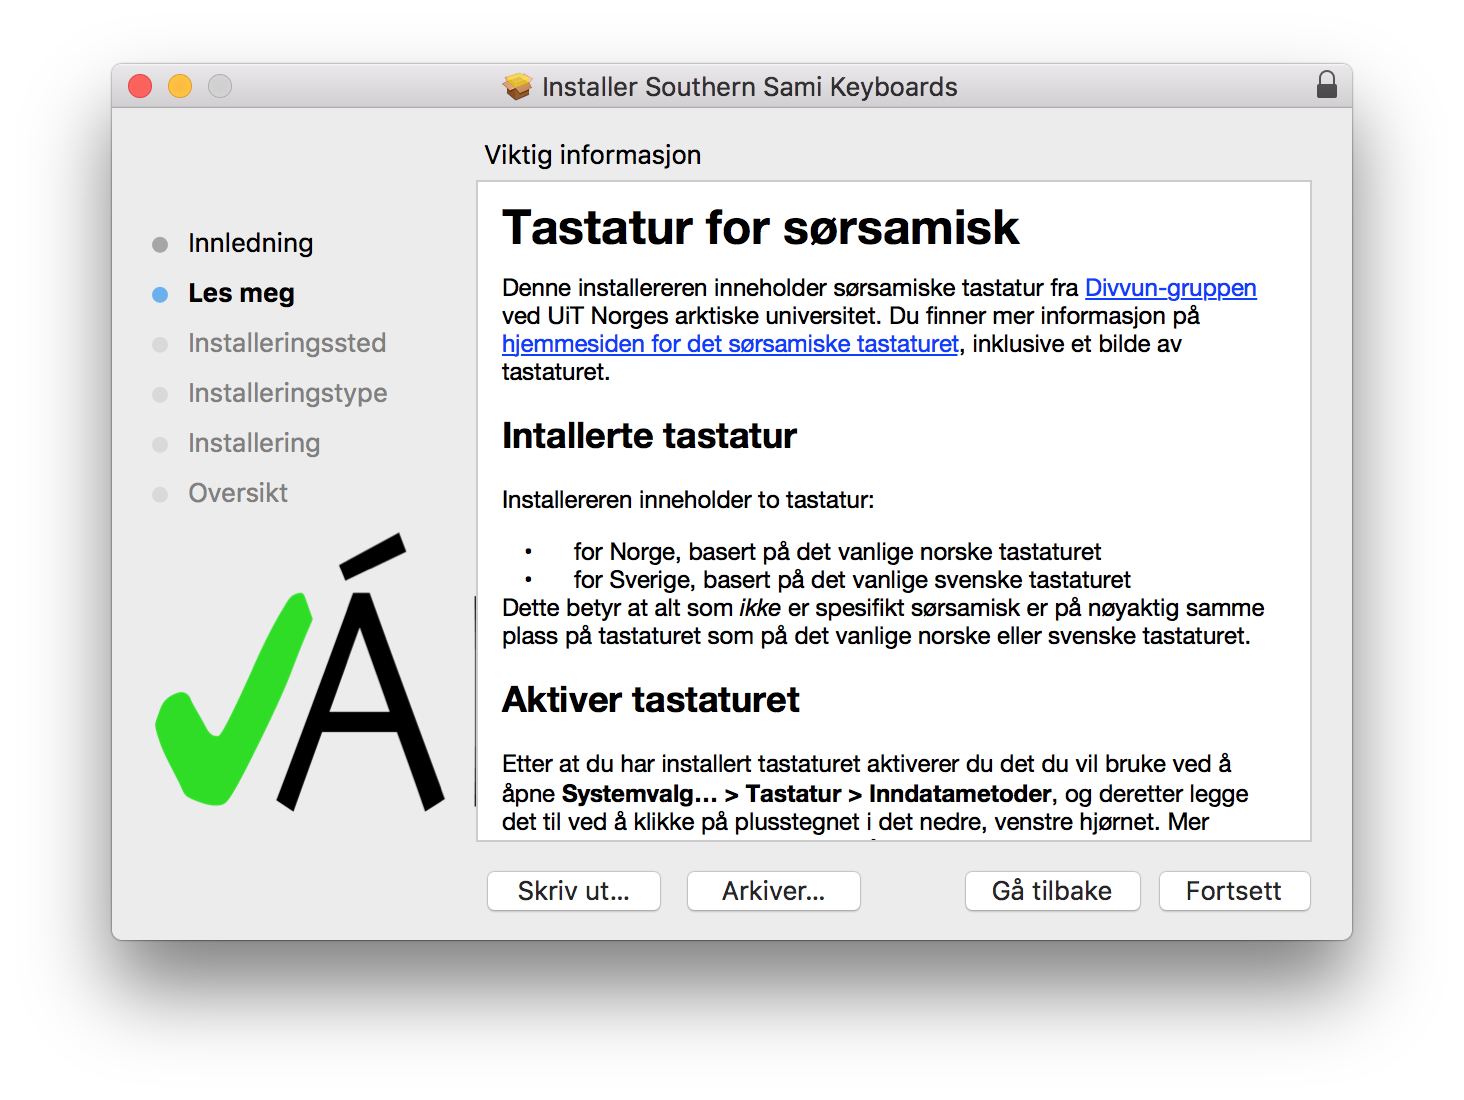 Installer Southern Sami Keyboards
Viktig informasjon
Innledning
Les meg
Installeringssted
Installeringstype
Installering
Oversikt
Á
Tastatur for sørsamisk
Denne installereren inneholder sørsamiske tastatur fra Divvun-gruppen
ved UiT Norges arktiske universitet. Du finner mer informasjon på
hjemmesiden for det sørsamiske tastaturet, inklusive et bilde av
tastaturet.
Intallerte tastatur
Installereren inneholder to tastatur:
• for Norge, basert på det vanlige norske tastaturet
• for Sverige, basert på det vanlige svenske tastaturet
Dette betyr at alt som ikke er spesifikt sørsamisk er på nøyaktig samme
plass på tastaturet som på det vanlige norske eller svenske tastaturet.
Aktiver tastaturet
Etter at du har installert tastaturet aktiverer du det du vil bruke ved å
åpne Systemvalg... > Tastatur > Inndatametoder, og deretter legge
det til ved å klikke på plusstegnet i det nedre, venstre hjørnet. Mer
Skriv ut...
Arkiver...
Gå tilbake
Fortsett